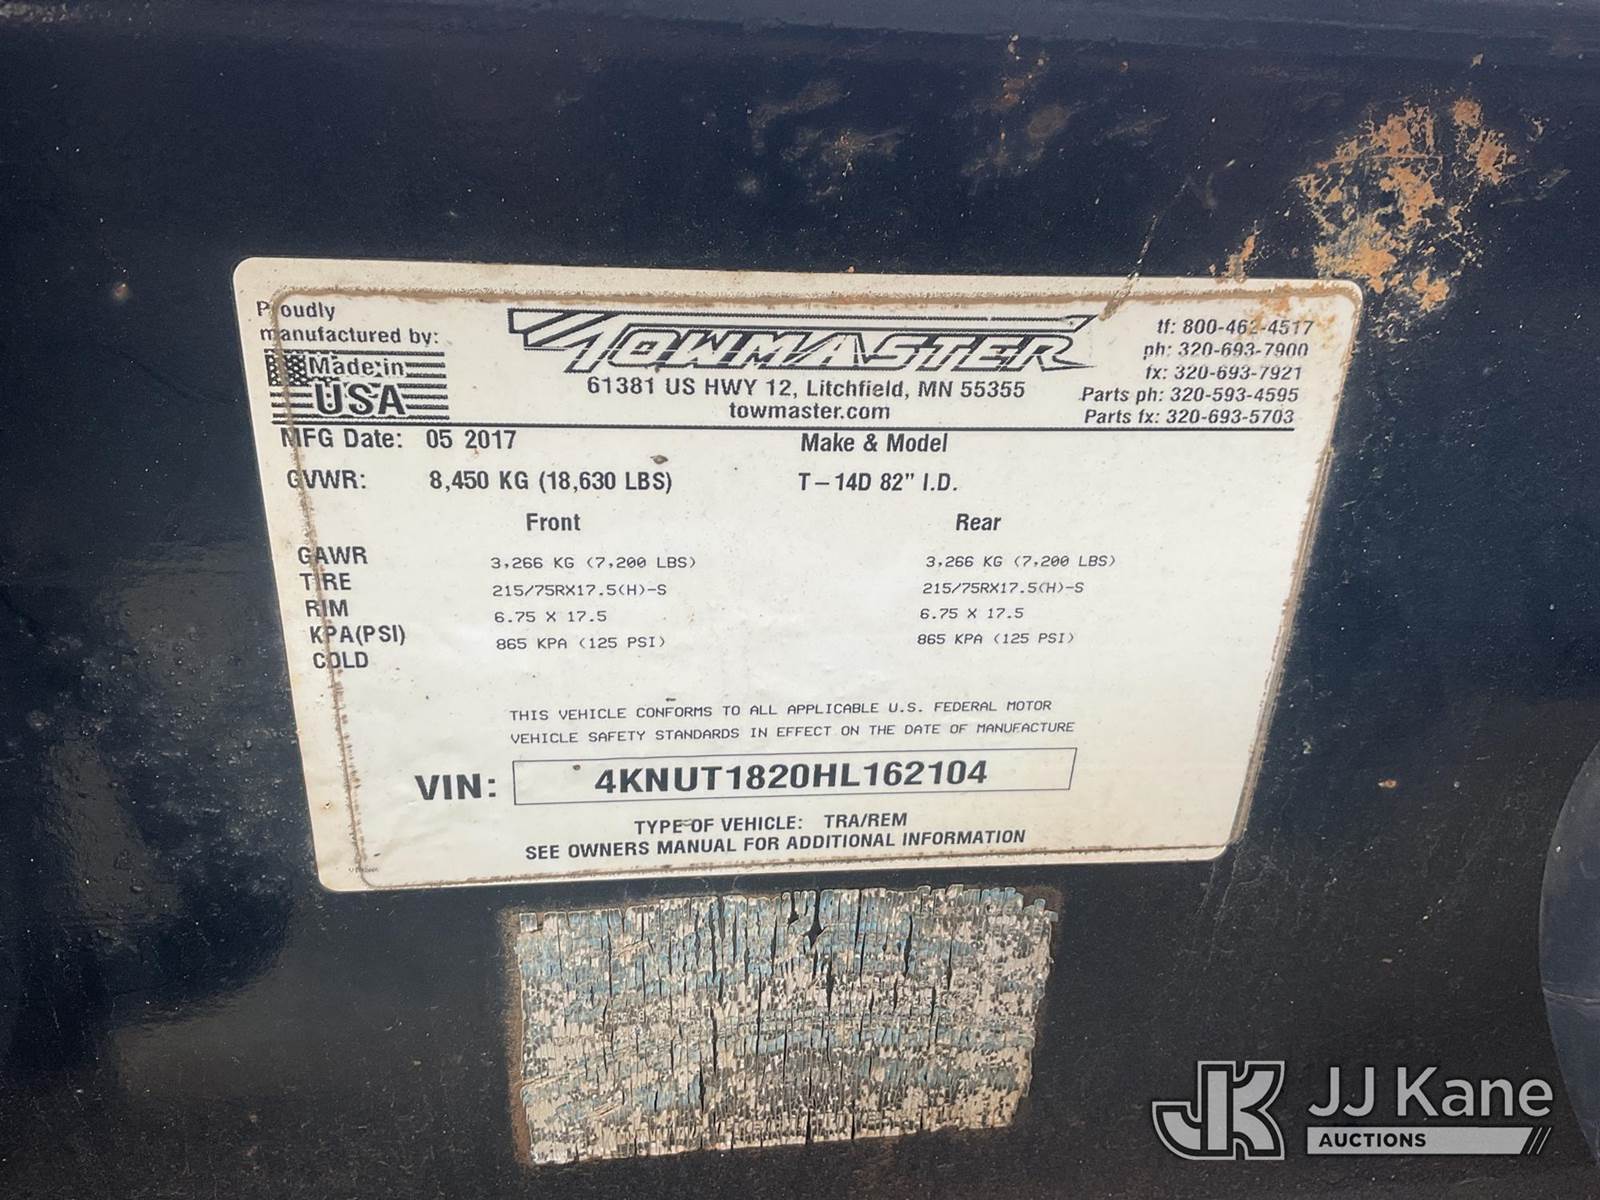 Proudly
manufactured by:
Made in
USA
TOWMASTER
61381 US HWY 12, Litchfield, MN 55355
towmaster.com
tf: 800-462-4517
ph: 320-693-7900
fx: 320-693-7921
Parts ph: 320-593-4595
Parts fx: 320-693-5703
MFG Date: 05 2017
Make & Model
GVWR: 8,450 KG (18,630 LBS)
T-14D 82" I.D.
Front Rear
GAWR 3,266 KG (7,200 LBS) 3,266 KG (7,200 LBS)
TIRE 215/75RX17.5(H)-S 215/75RX17.5(H)-S
RIM 6.75 X 17.5 6.75 X 17.5
KPA(PSI) 865 KPA (125 PSI) 865 KPA (125 PSI)
COLD
THIS VEHICLE CONFORMS TO ALL APPLICABLE U.S. FEDERAL MOTOR
VEHICLE SAFETY STANDARDS IN EFFECT ON THE DATE OF MANUFACTURE
VIN: 4KNUT1820HL162104
TYPE OF VEHICLE: TRA/REM
SEE OWNERS MANUAL FOR ADDITIONAL INFORMATION
JK JJ Kane
AUCTIONS